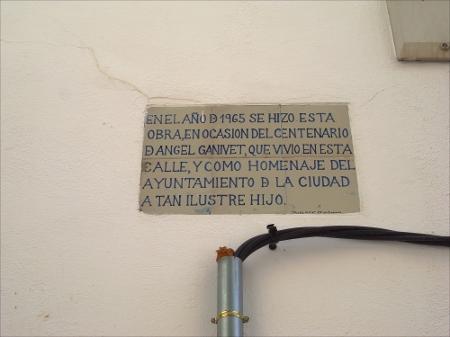 EN EL AÑO D 1965 SE HIZO ESTA
OBRA, EN OCASION DEL CENTENARIO
D ANGEL GANIVET, QUE VIVIO EN ESTA
CALLE, Y COMO HOMENAJE DEL
AYUNTAMIENTO D LA CIUDAD
A TAN ILUSTRE HIJO.